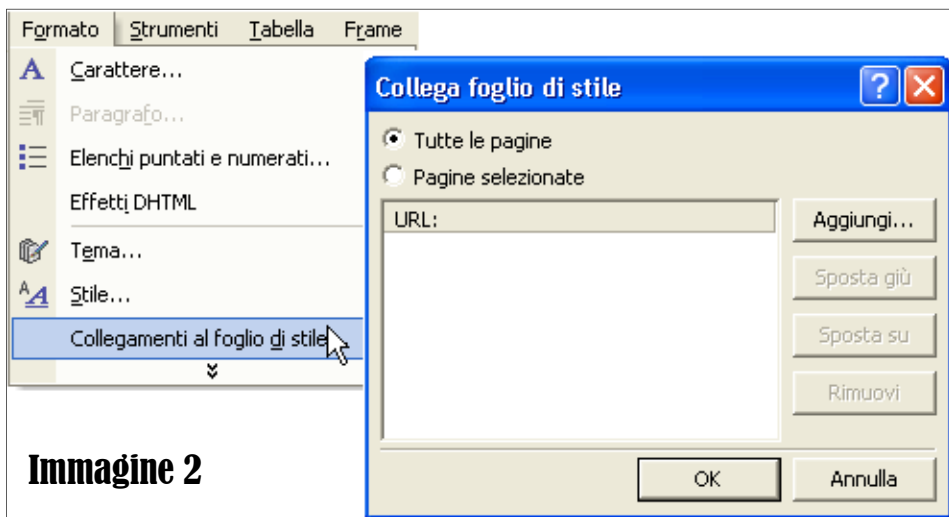 Formato Strumenti Tabella Frame
Carattere...
Paragrafo...
Elenchi puntati e numerati...
Effetti DHTML
Tema...
Stile...
Collegamenti al foglio di stile
Collega foglio di stile
Tutte le pagine
Pagine selezionate
URL:
Aggiungi...
Sposta giù
Sposta su
Rimuovi
OK Annulla
Immagine 2